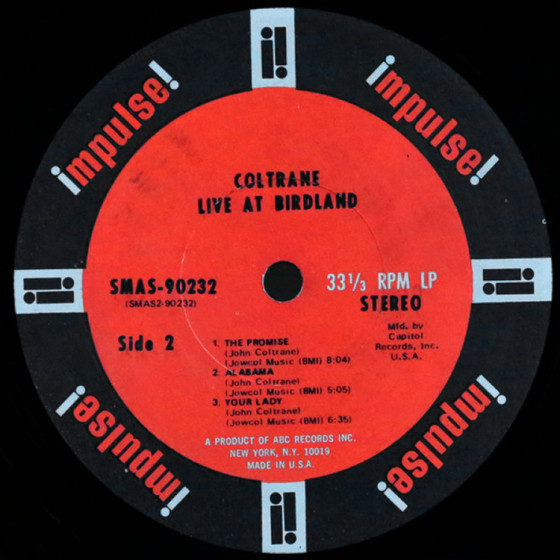 impulse!
impulse!
COLTRANE
LIVE AT BIRDLAND
SMAS-90232
(SMAS2-90232)
33⅓ RPM LP
STEREO
Side 2
Mfd. by
Capitol
Records, Inc.
U.S.A.
1. THE PROMISE
(John Coltrane)
(Jowcol Music (BMI) 8:04)
2. ALABAMA
(John Coltrane)
(Jowcol Music (BMI) 5:05)
3. YOUR LADY
(John Coltrane)
(Jowcol Music (BMI) 6:35)
A PRODUCT OF ABC RECORDS INC.
NEW YORK, N.Y. 10019
MADE IN U.S.A.
impulse!
impulse!
i!
i!
i!
i!